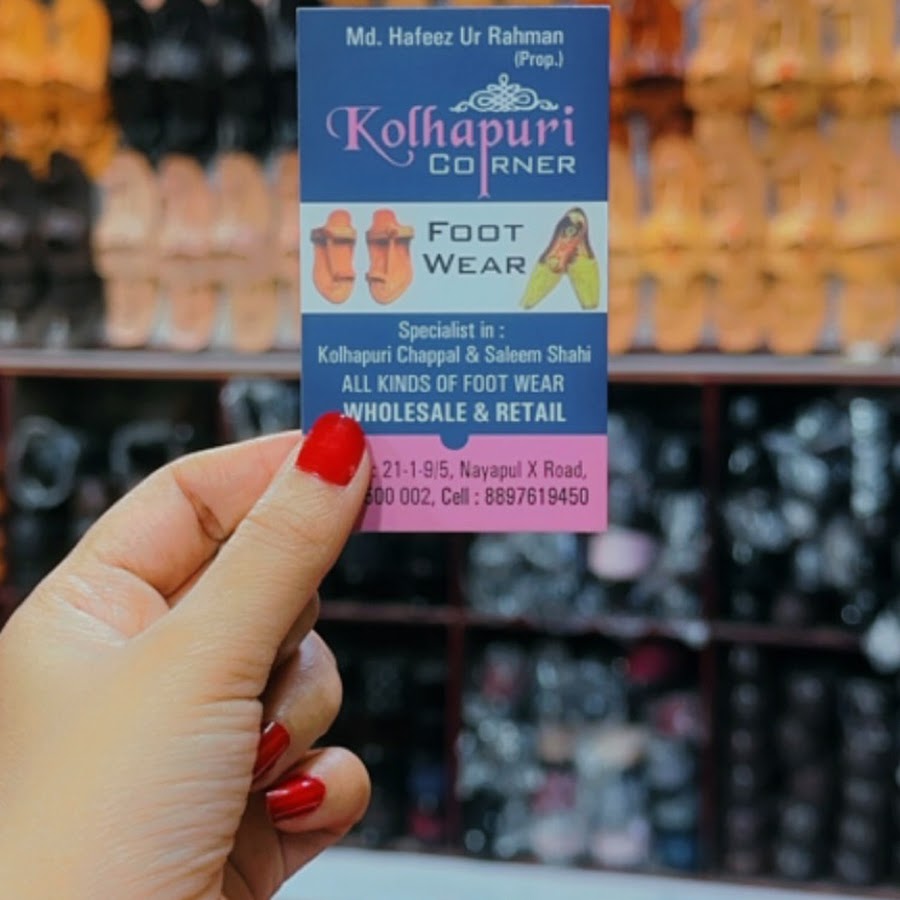 Md. Hafeez Ur Rahman
(Prop.)
Kolhapuri
CORNER
FOOT
WEAR
Specialist in :
Kolhapuri Chappal & Saleem Shahi
ALL KINDS OF FOOT WEAR
WHOLESALE & RETAIL
: 21-1-9/5, Nayapul X Road,
500 002, Cell : 8897619450